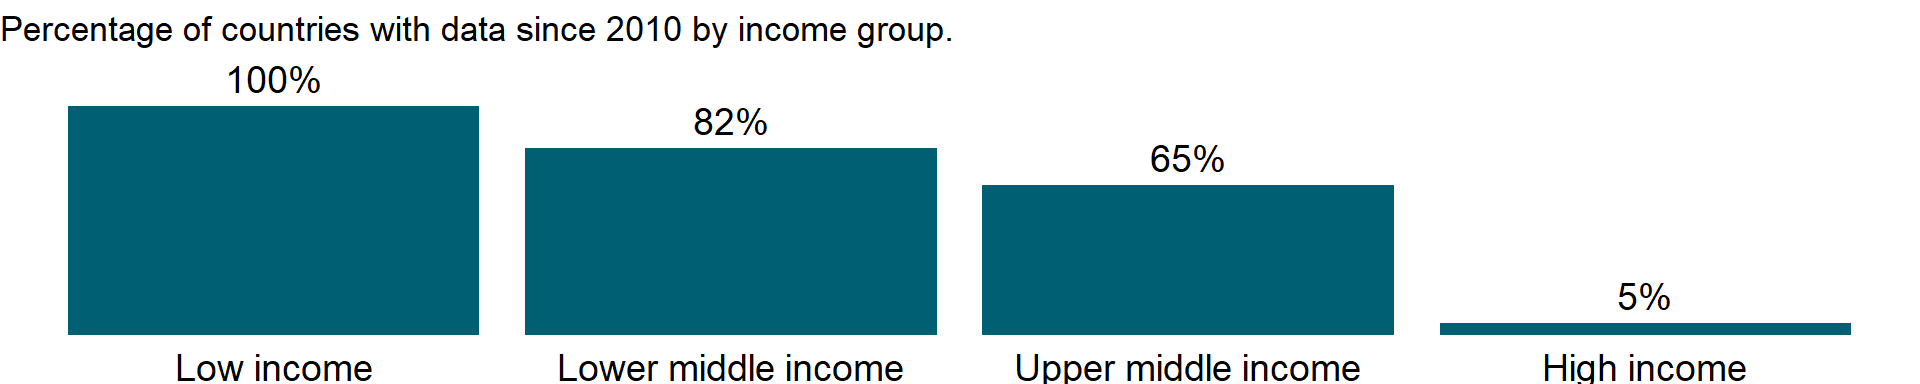 Percentage of countries with data since 2010 by income group.
100%
82%
65%
5%
Low income
Lower middle income
Upper middle income
High income